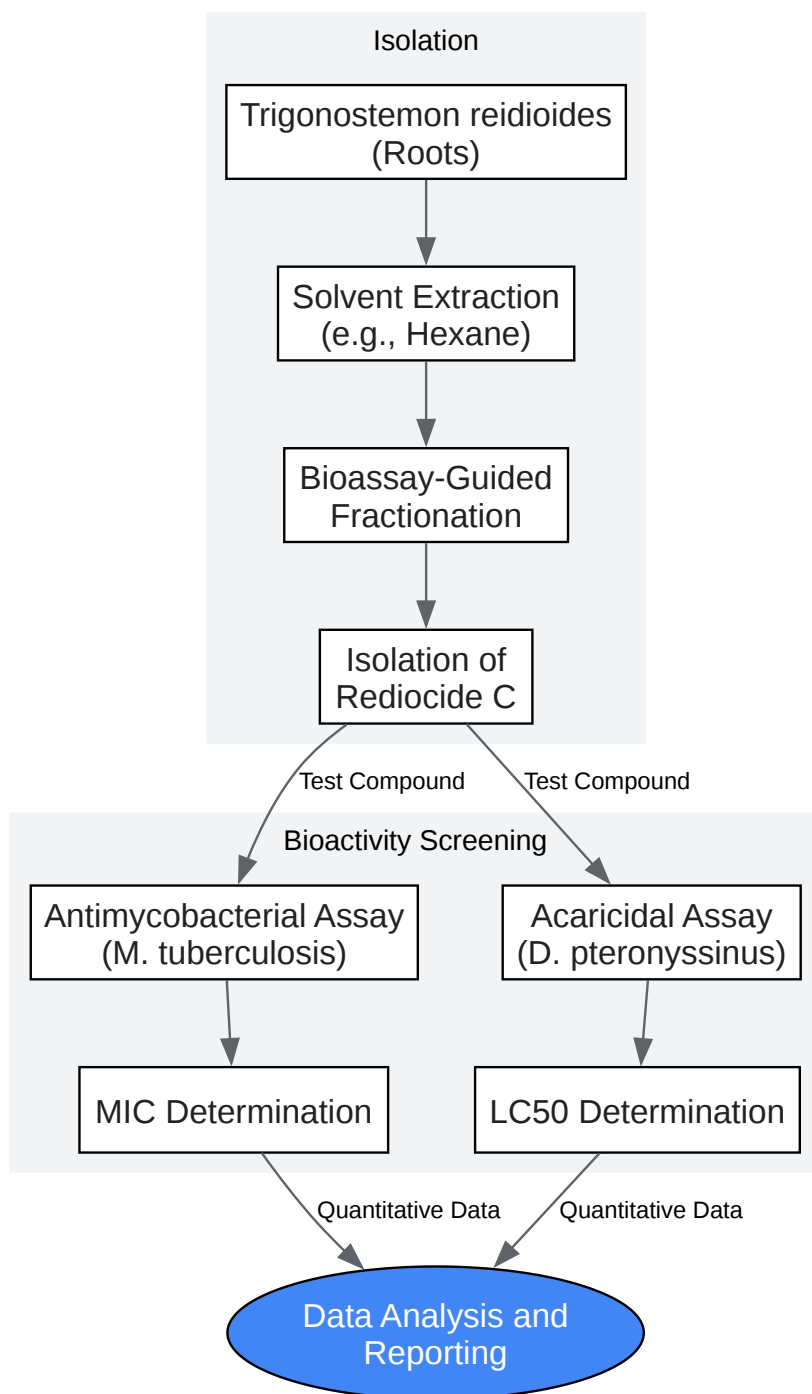 Isolation
Trigonostemon reidioides
(Roots)
Solvent Extraction
(e.g., Hexane)
Bioassay-Guided
Fractionation
Isolation of
Rediocide C
Test Compound
Test Compound
Bioactivity Screening
Antimycobacterial Assay
(M. tuberculosis)
Acaricidal Assay
(D. pteronyssinus)
MIC Determination
LC50 Determination
Quantitative Data
Quantitative Data
Data Analysis and
Reporting